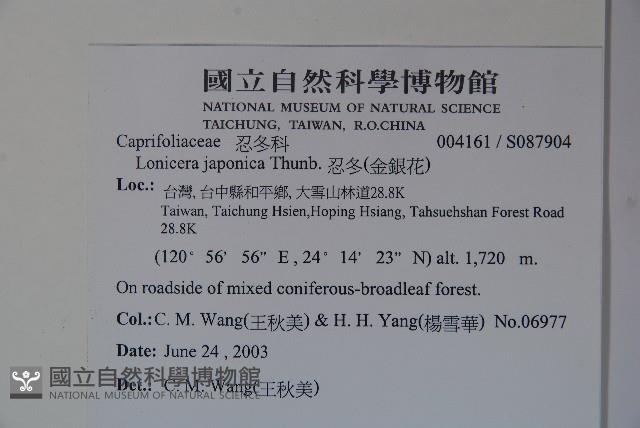 國立自然科學博物館
NATIONAL MUSEUM OF NATURAL SCIENCE
TAICHUNG, TAIWAN, R.O.CHINA
Caprifoliaceae 忍冬科 004161 / S087904
Lonicera japonica Thunb. 忍冬(金銀花)
Loc.: 台灣, 台中縣和平鄉, 大雪山林道28.8K
Taiwan, Taichung Hsien,Hoping Hsiang, Tahsuehshan Forest Road
28.8K
(120° 56' 56" E , 24° 14' 23" N) alt. 1,720 m.
On roadside of mixed coniferous-broadleaf forest.
Col.:C. M. Wang(王秋美) & H. H. Yang(楊雪華) No.06977
Date: June 24 , 2003
Det.: C. M. Wang(王秋美)
國立自然科學博物館
NATIONAL MUSEUM OF NATURAL SCIENCE